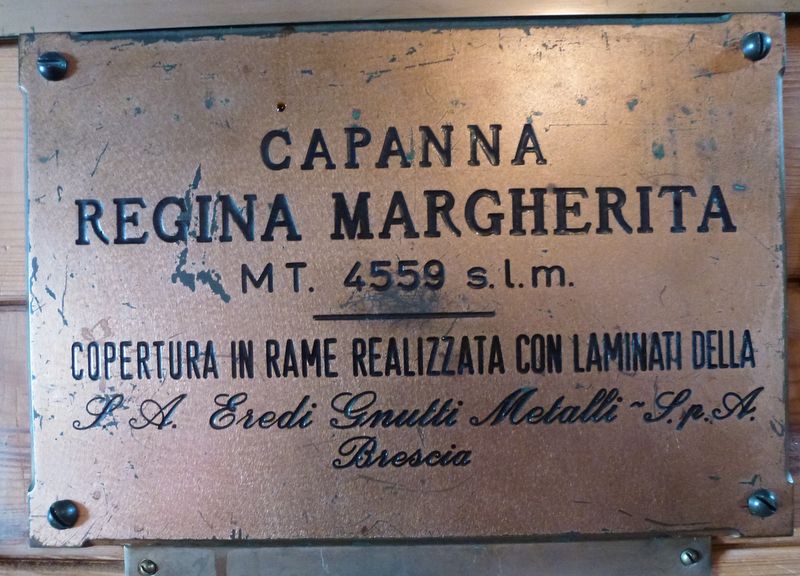 CAPANNA
REGINA MARGHERITA
MT. 4559 s.l.m.
COPERTURA IN RAME REALIZZATA CON LAMINATI DELLA
S. A. Eredi Gnutti Metalli ~ S.p.A.
Brescia